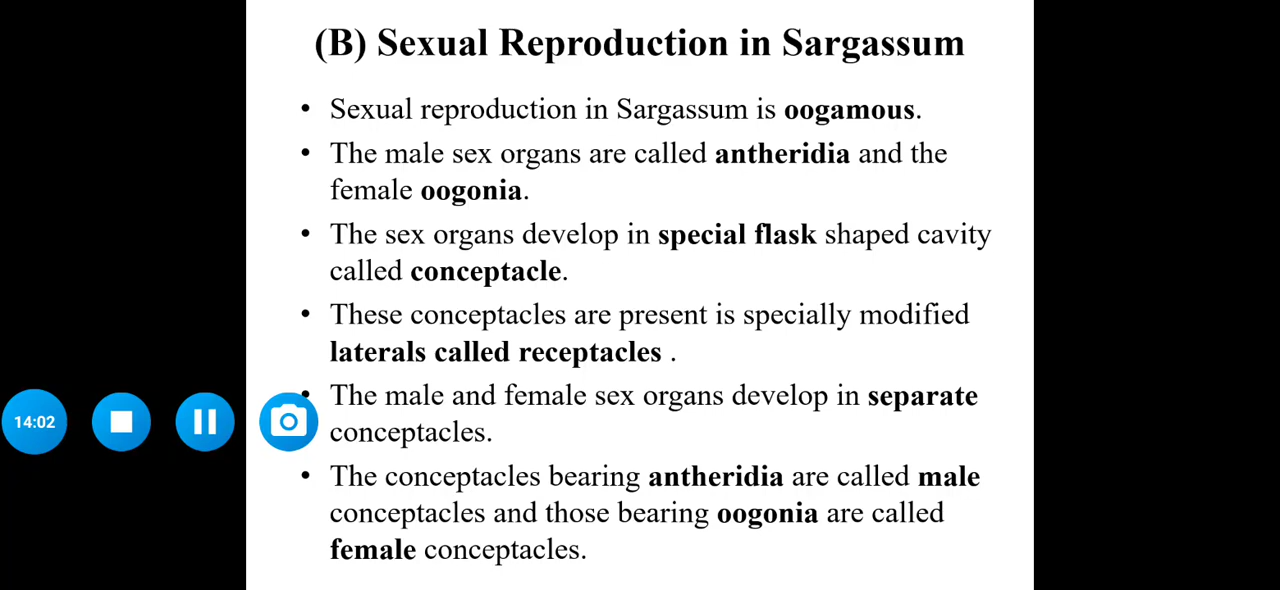 (B) Sexual Reproduction in Sargassum
• Sexual reproduction in Sargassum is oogamous.
• The male sex organs are called antheridia and the
female oogonia.
• The sex organs develop in special flask shaped cavity
called conceptacle.
• These conceptacles are present is specially modified
laterals called receptacles .
• The male and female sex organs develop in separate
conceptacles.
14:02
• The conceptacles bearing antheridia are called male
conceptacles and those bearing oogonia are called
female conceptacles.